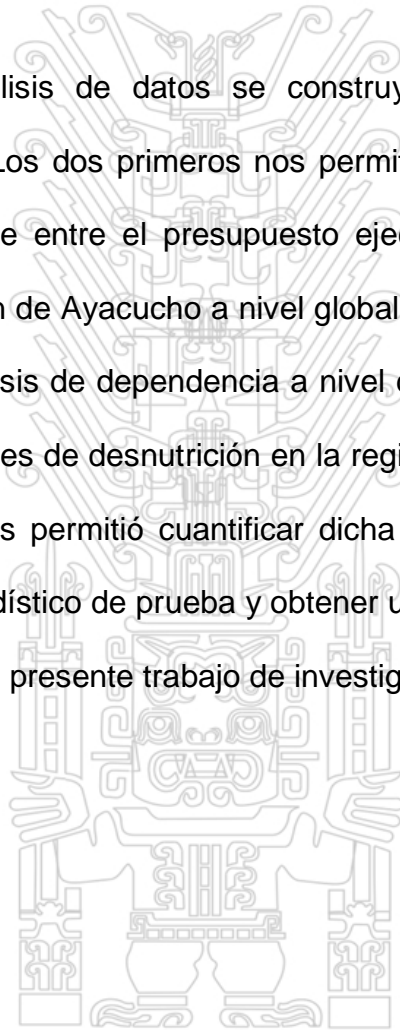 lisis de datos se construy
Los dos primeros nos permit
e entre el presupuesto ejec
n de Ayacucho a nivel global
sis de dependencia a nivel
es de desnutrición en la regi
s permitió cuantificar dicha
dístico de prueba y obtener u
presente trabajo de investig